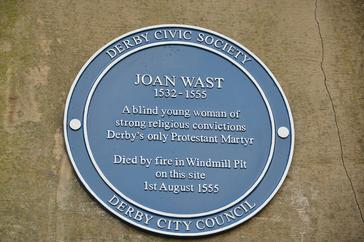 DERBY CIVIC SOCIETY
JOAN WAST
1532 - 1555
A blind young woman of
strong religious convictions
Derby's only Protestant Martyr
Died by fire in Windmill Pit
on this site
1st August 1555
DERBY CITY COUNCIL